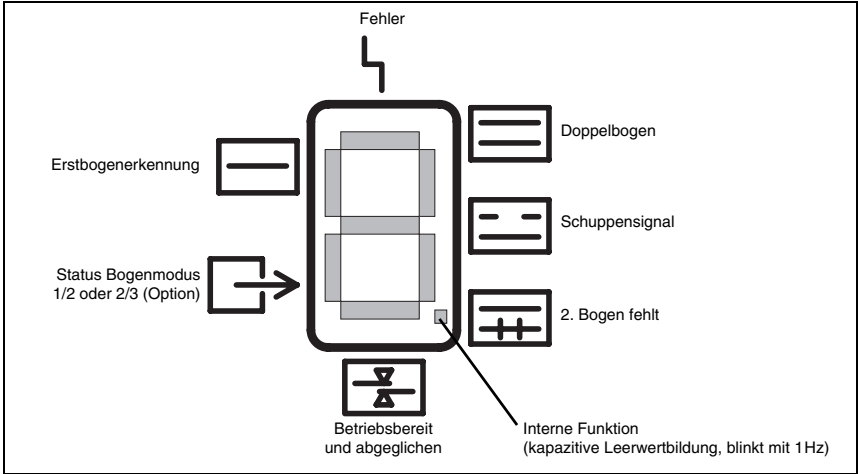 Fehler
Doppelbogen
Erstbogenerkennung
Schuppensignal
Status Bogenmodus
1/2 oder 2/3 (Option)
2. Bogen fehlt
Betriebsbereit
und abgeglichen
Interne Funktion
(kapazitive Leerwertbildung, blinkt mit 1Hz)